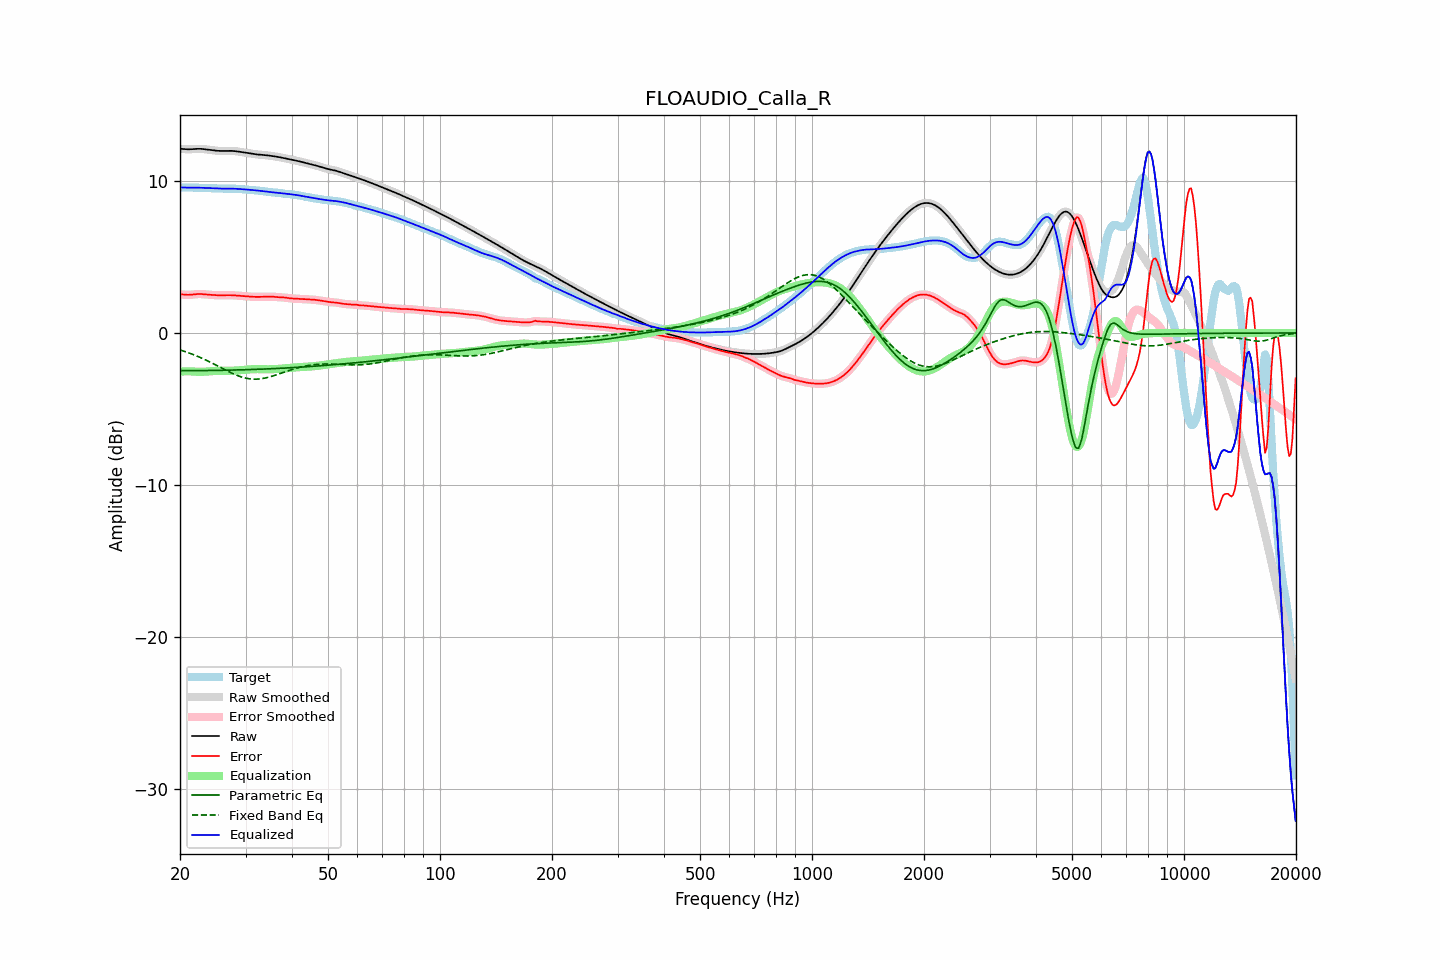 FLOAUDIO_Calla_R
Amplitude (dBr)
10
0
−10
−20
−30
Target
Raw Smoothed
Error Smoothed
Raw
Error
Equalization
Parametric Eq
Fixed Band Eq
Equalized
20 50 100 200 500 1000 2000 5000 10000 20000
Frequency (Hz)